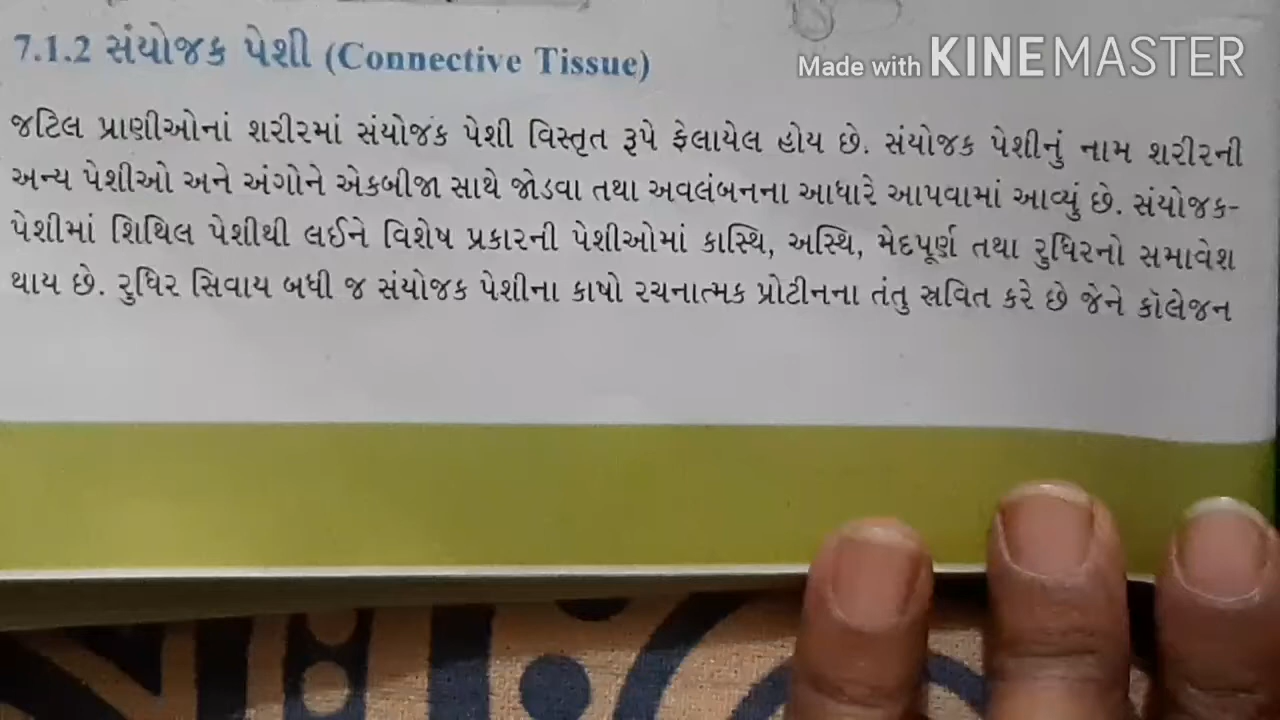 7.1.2 સંયોજક પેશી (Connective Tissue)
Made with KINEMASTER
જટિલ પ્રાણીઓનાં શરીરમાં સંયોજક પેશી વિસ્તૃત રૂપે ફેલાયેલ હોય છે. સંયોજક પેશીનું નામ શરીરની
અન્ય પેશીઓ અને અંગોને એકબીજા સાથે જોડવા તથા અવલંબનના આધારે આપવામાં આવ્યું છે. સંયોજક-
પેશીમાં શિથિલ પેશીથી લઈને વિશેષ પ્રકારની પેશીઓમાં કાસ્થિ, અસ્થિ, મેદપૂર્ણ તથા રુધિરનો સમાવેશ
થાય છે. રુધિર સિવાય બધી જ સંયોજક પેશીના કાષો રચનાત્મક પ્રોટીનના તંતુ સ્રવિત કરે છે જેને કૉલેજન